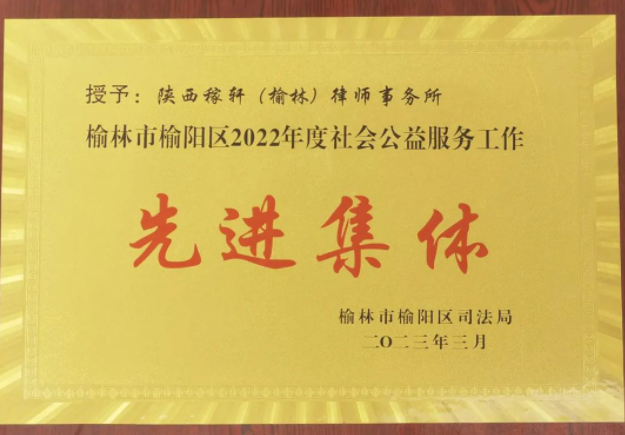 授予：陕西稼轩（榆林）律师事务所
榆林市榆阳区2022年度社会公益服务工作
先进集体
榆林市榆阳区司法局
二〇二三年三月